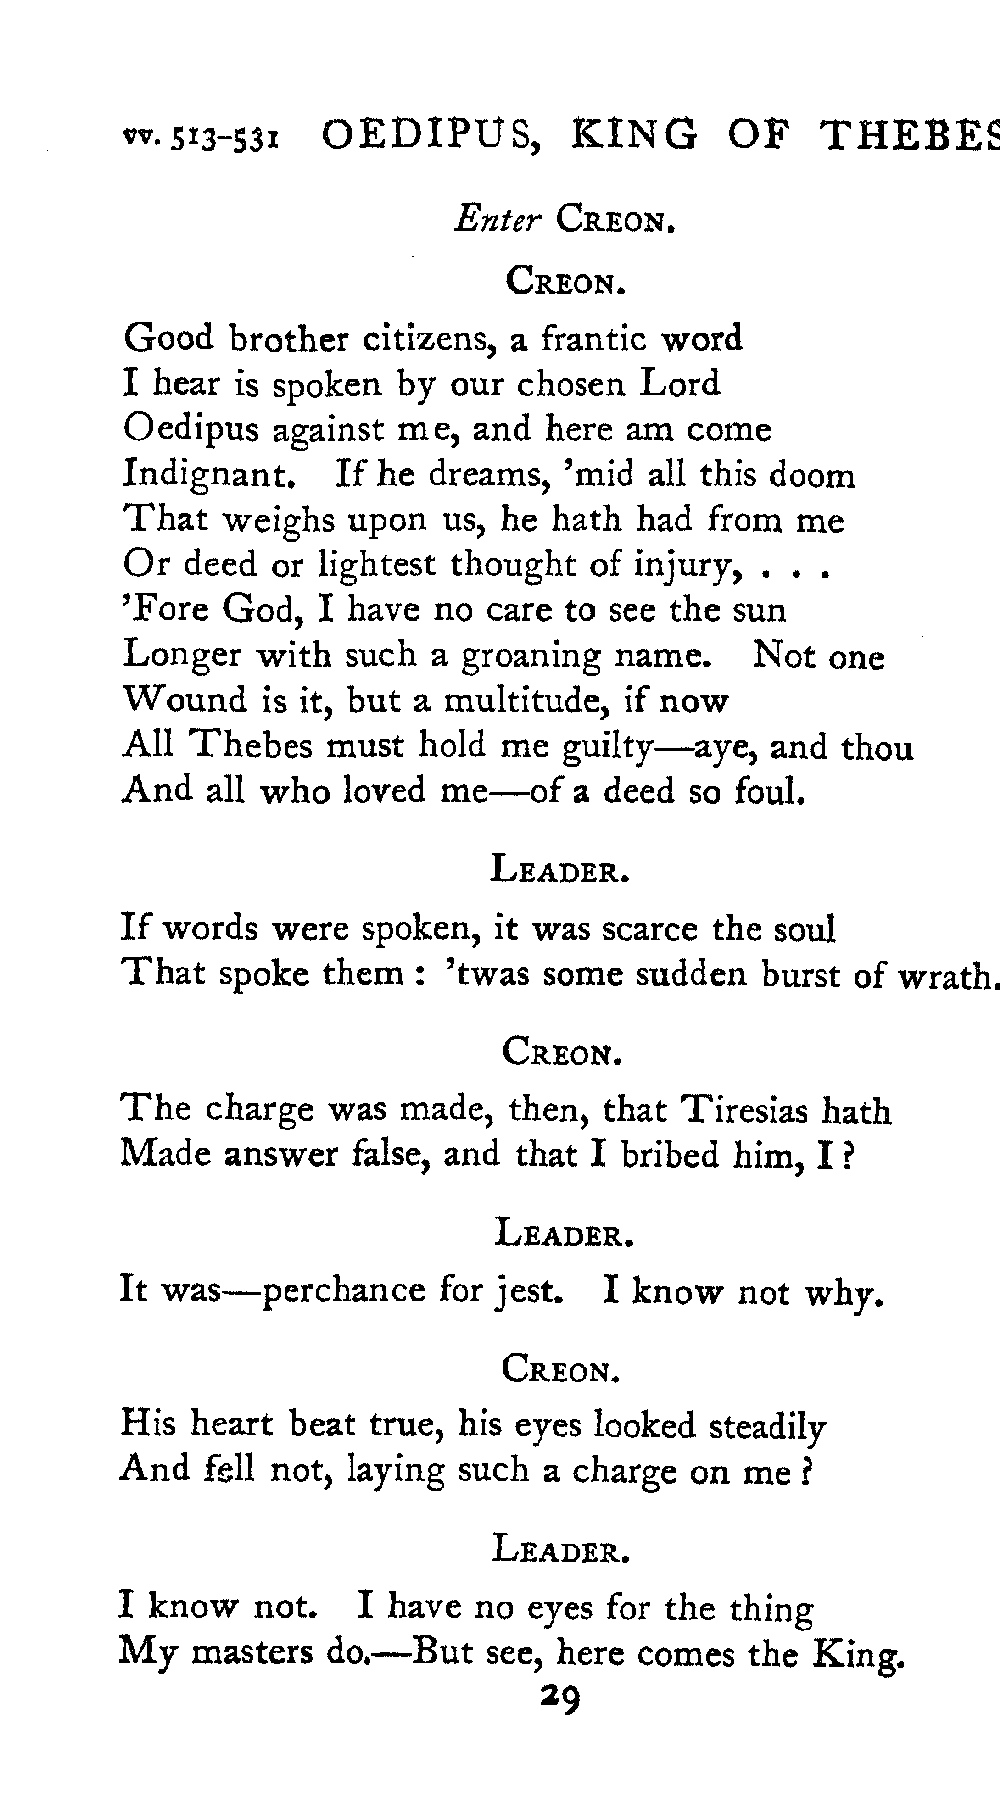 vv. 513-531 OEDIPUS, KING OF THEBES
Enter CREON.
CREON.
Good brother citizens, a frantic word
I hear is spoken by our chosen Lord
Oedipus against me, and here am come
Indignant. If he dreams, 'mid all this doom
That weighs upon us, he hath had from me
Or deed or lightest thought of injury, . . .
'Fore God, I have no care to see the sun
Longer with such a groaning name. Not one
Wound is it, but a multitude, if now
All Thebes must hold me guilty—aye, and thou
And all who loved me—of a deed so foul.
LEADER.
If words were spoken, it was scarce the soul
That spoke them : 'twas some sudden burst of wrath.
CREON.
The charge was made, then, that Tiresias hath
Made answer false, and that I bribed him, I ?
LEADER.
It was—perchance for jest. I know not why.
CREON.
His heart beat true, his eyes looked steadily
And fell not, laying such a charge on me ?
LEADER.
I know not. I have no eyes for the thing
My masters do.—But see, here comes the King.
29